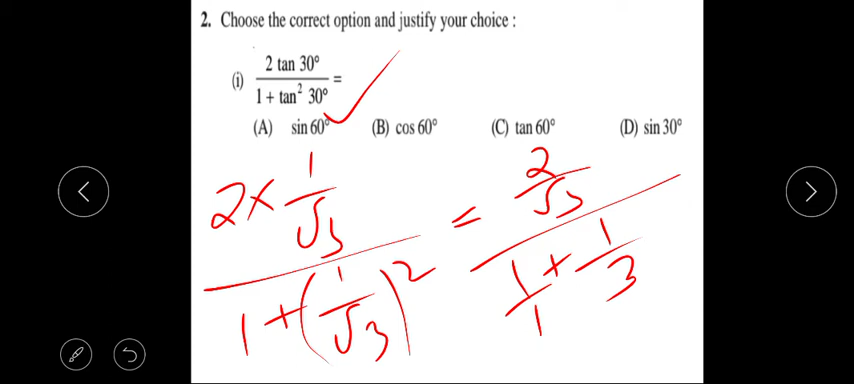 2. Choose the correct option and justify your choice :
(i) 2 tan 30° / 1 + tan² 30° =
(A) sin 60° (B) cos 60° (C) tan 60° (D) sin 30°
2 × 1/√3 / 1 + (1/√3)² = 2/√3 / 1/1 + 1/3